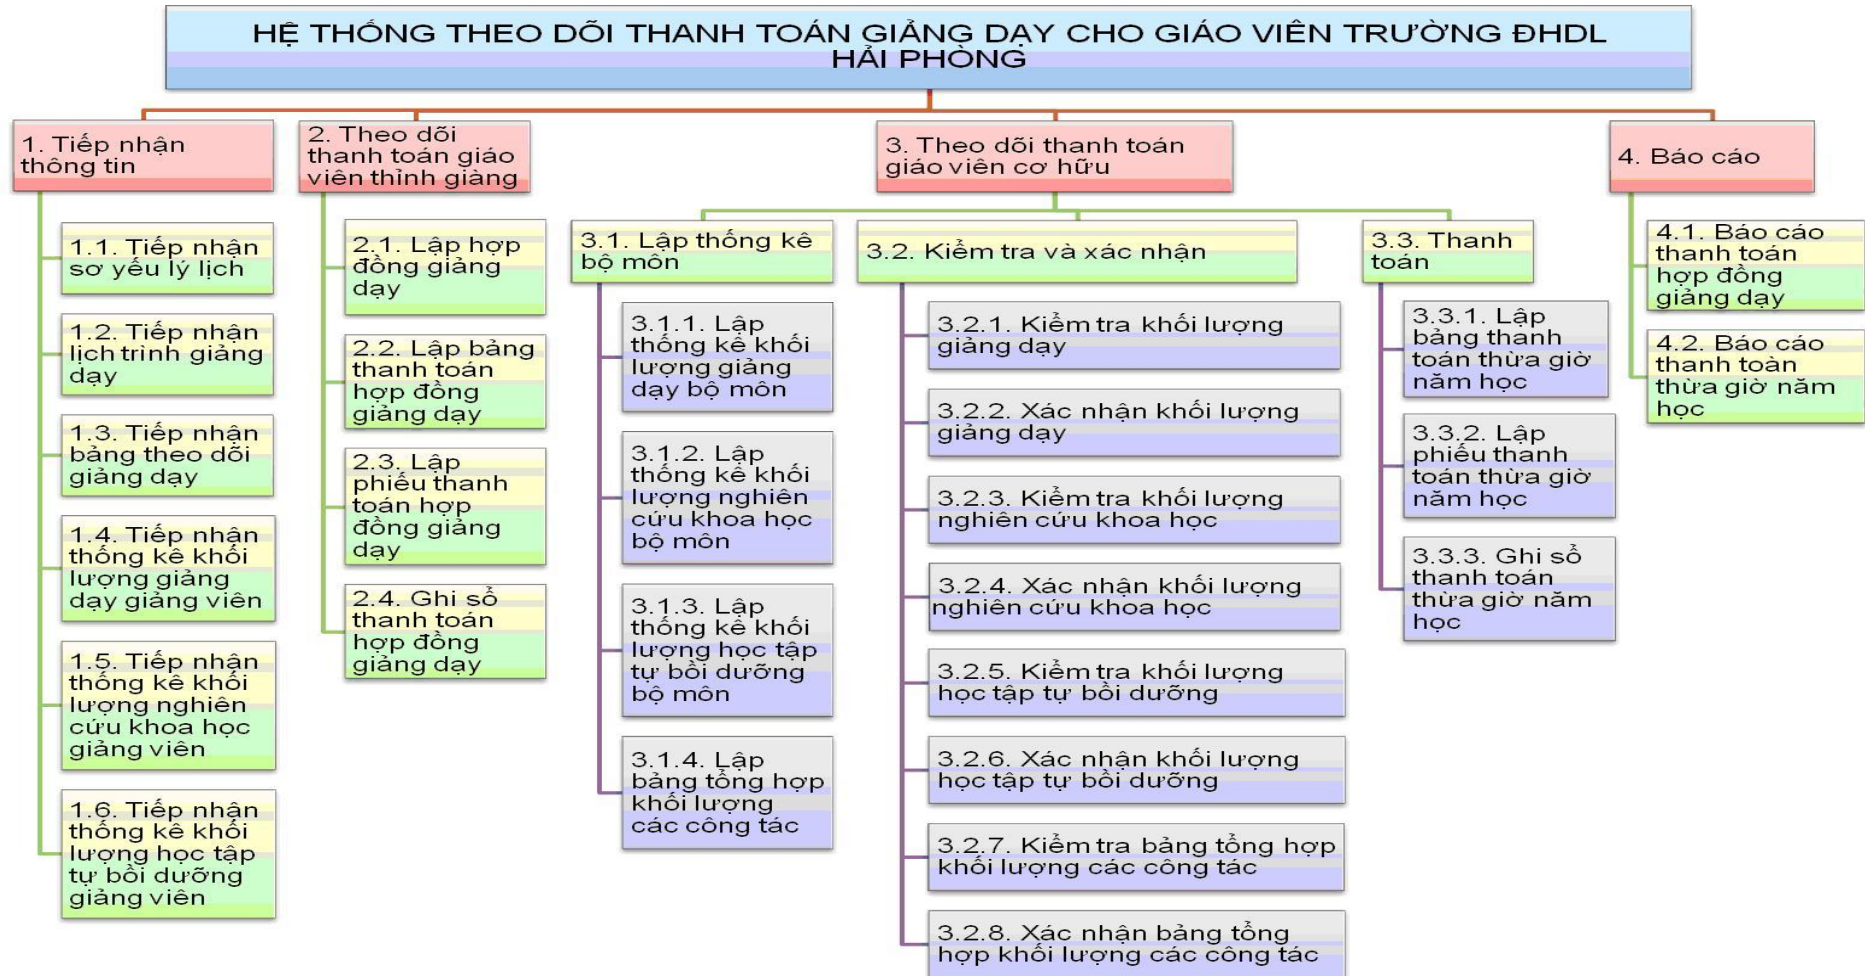 HỆ THỐNG THEO DÕI THANH TOÁN GIẢNG DẠY CHO GIÁO VIÊN TRƯỜNG ĐHDL
HẢI PHÒNG
1. Tiếp nhận
thông tin
1.1. Tiếp nhận
sơ yếu lý lịch
1.2. Tiếp nhận
lịch trình giảng
dạy
1.3. Tiếp nhận
bảng theo dõi
giảng dạy
1.4. Tiếp nhận
thống kê khối
lượng giảng
dạy giảng viên
1.5. Tiếp nhận
thống kê khối
lượng nghiên
cứu khoa học
giảng viên
1.6. Tiếp nhận
thống kê khối
lượng học tập
tự bồi dưỡng
giảng viên
2. Theo dõi
thanh toán giáo
viên thỉnh giảng
2.1. Lập hợp
đồng giảng
dạy
2.2. Lập bảng
thanh toán
hợp đồng
giảng dạy
2.3. Lập
phiếu thanh
toán hợp
đồng giảng
dạy
2.4. Ghi sổ
thanh toán
hợp đồng
giảng dạy
3. Theo dõi thanh toán
giáo viên cơ hữu
3.1. Lập thống kê
bộ môn
3.1.1. Lập
thống kê khối
lượng giảng
dạy bộ môn
3.1.2. Lập
thống kê khối
lượng nghiên
cứu khoa học
bộ môn
3.1.3. Lập
thống kê khối
lượng học tập
tự bồi dưỡng
bộ môn
3.1.4. Lập
bảng tổng hợp
khối lượng
các công tác
3.2. Kiểm tra và xác nhận
3.2.1. Kiểm tra khối lượng
giảng dạy
3.2.2. Xác nhận khối lượng
giảng dạy
3.2.3. Kiểm tra khối lượng
nghiên cứu khoa học
3.2.4. Xác nhận khối lượng
nghiên cứu khoa học
3.2.5. Kiểm tra khối lượng
học tập tự bồi dưỡng
3.2.6. Xác nhận khối lượng
học tập tự bồi dưỡng
3.2.7. Kiểm tra bảng tổng hợp
khối lượng các công tác
3.2.8. Xác nhận bảng tổng
hợp khối lượng các công tác
3.3. Thanh
toán
3.3.1. Lập
bảng thanh
toán thừa giờ
năm học
3.3.2. Lập
phiếu thanh
toán thừa giờ
năm học
3.3.3. Ghi sổ
thanh toán
thừa giờ năm
học
4. Báo cáo
4.1. Báo cáo
thanh toán
hợp đồng
giảng dạy
4.2. Báo cáo
thanh toàn
thừa giờ năm
học